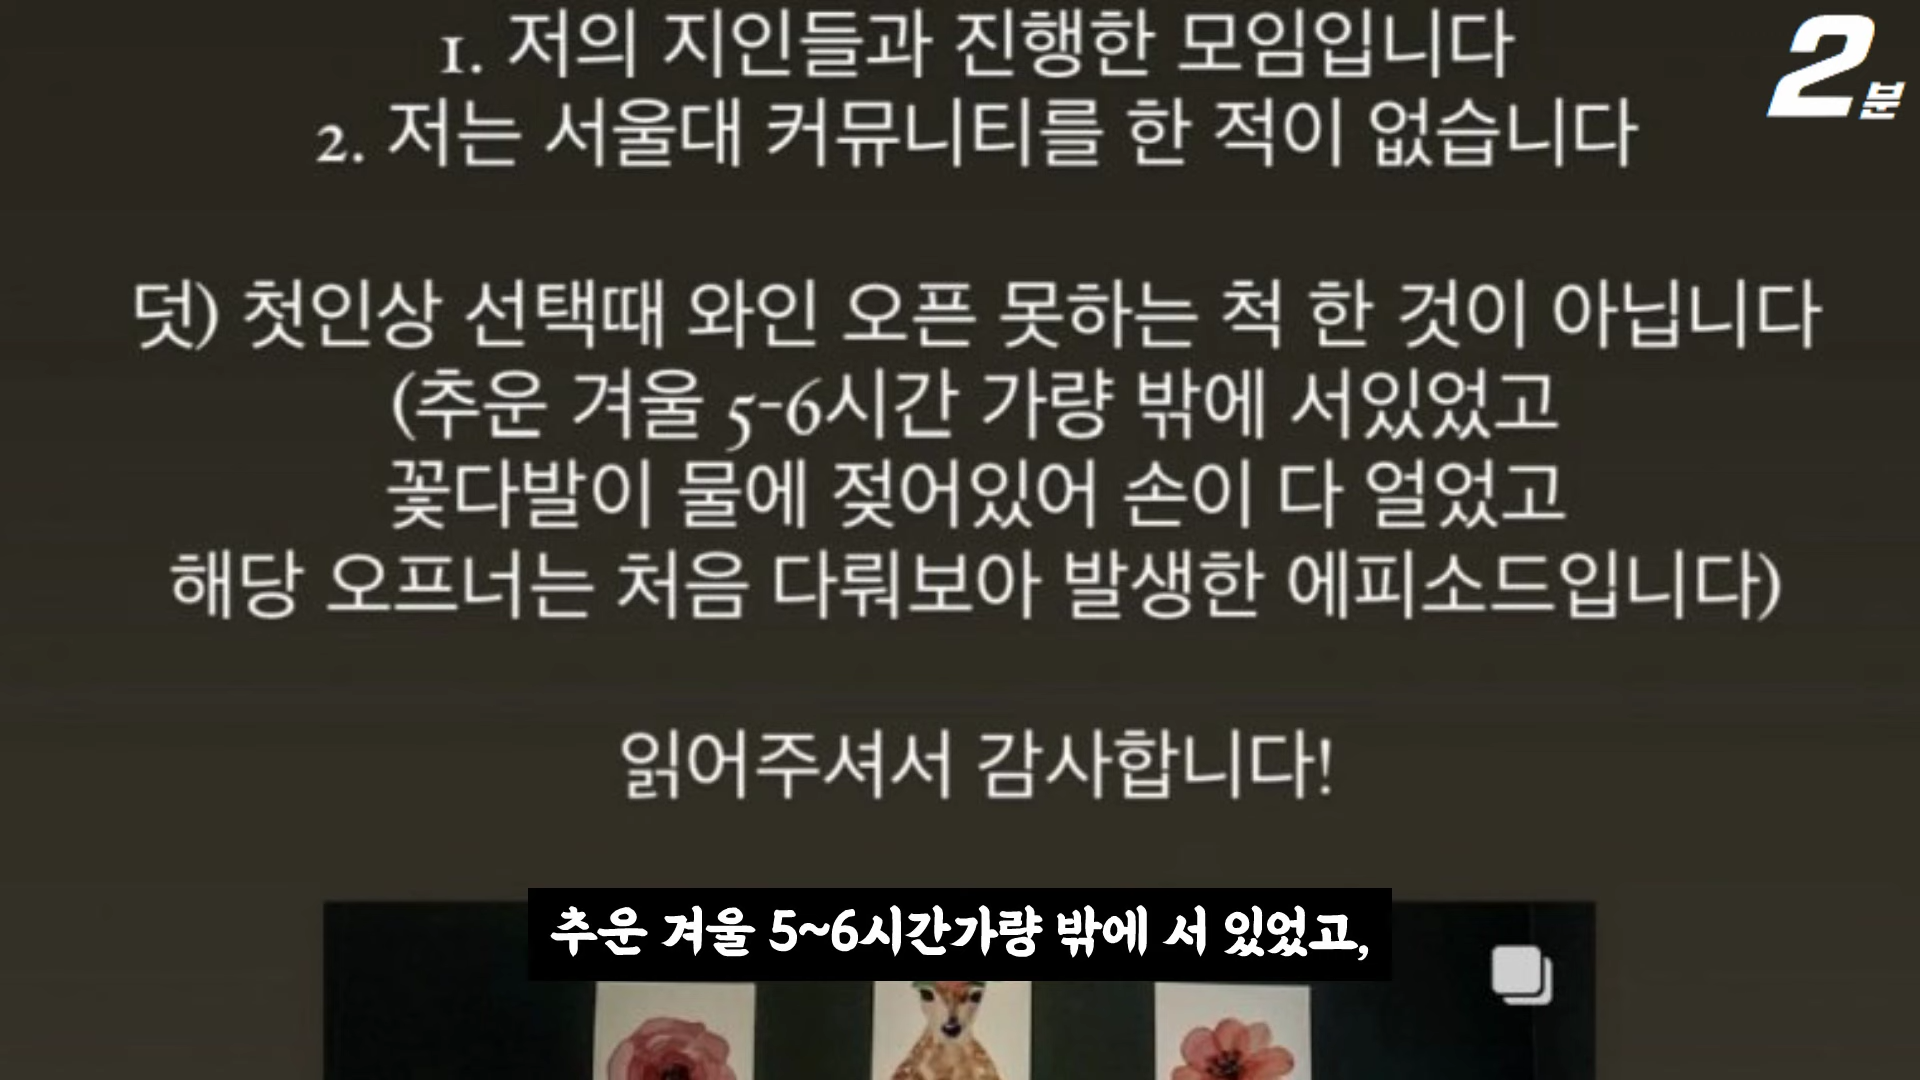 1. 저의 지인들과 진행한 모임입니다
2분
2. 저는 서울대 커뮤니티를 한 적이 없습니다
덧) 첫인상 선택때 와인 오픈 못하는 척 한 것이 아닙니다
(추운 겨울 5-6시간 가량 밖에 서있었고
꽃다발이 물에 젖어있어 손이 다 얼었고
해당 오프너는 처음 다뤄보아 발생한 에피소드입니다)
읽어주셔서 감사합니다!
추운 겨울 5~6시간가량 밖에 서 있었고,